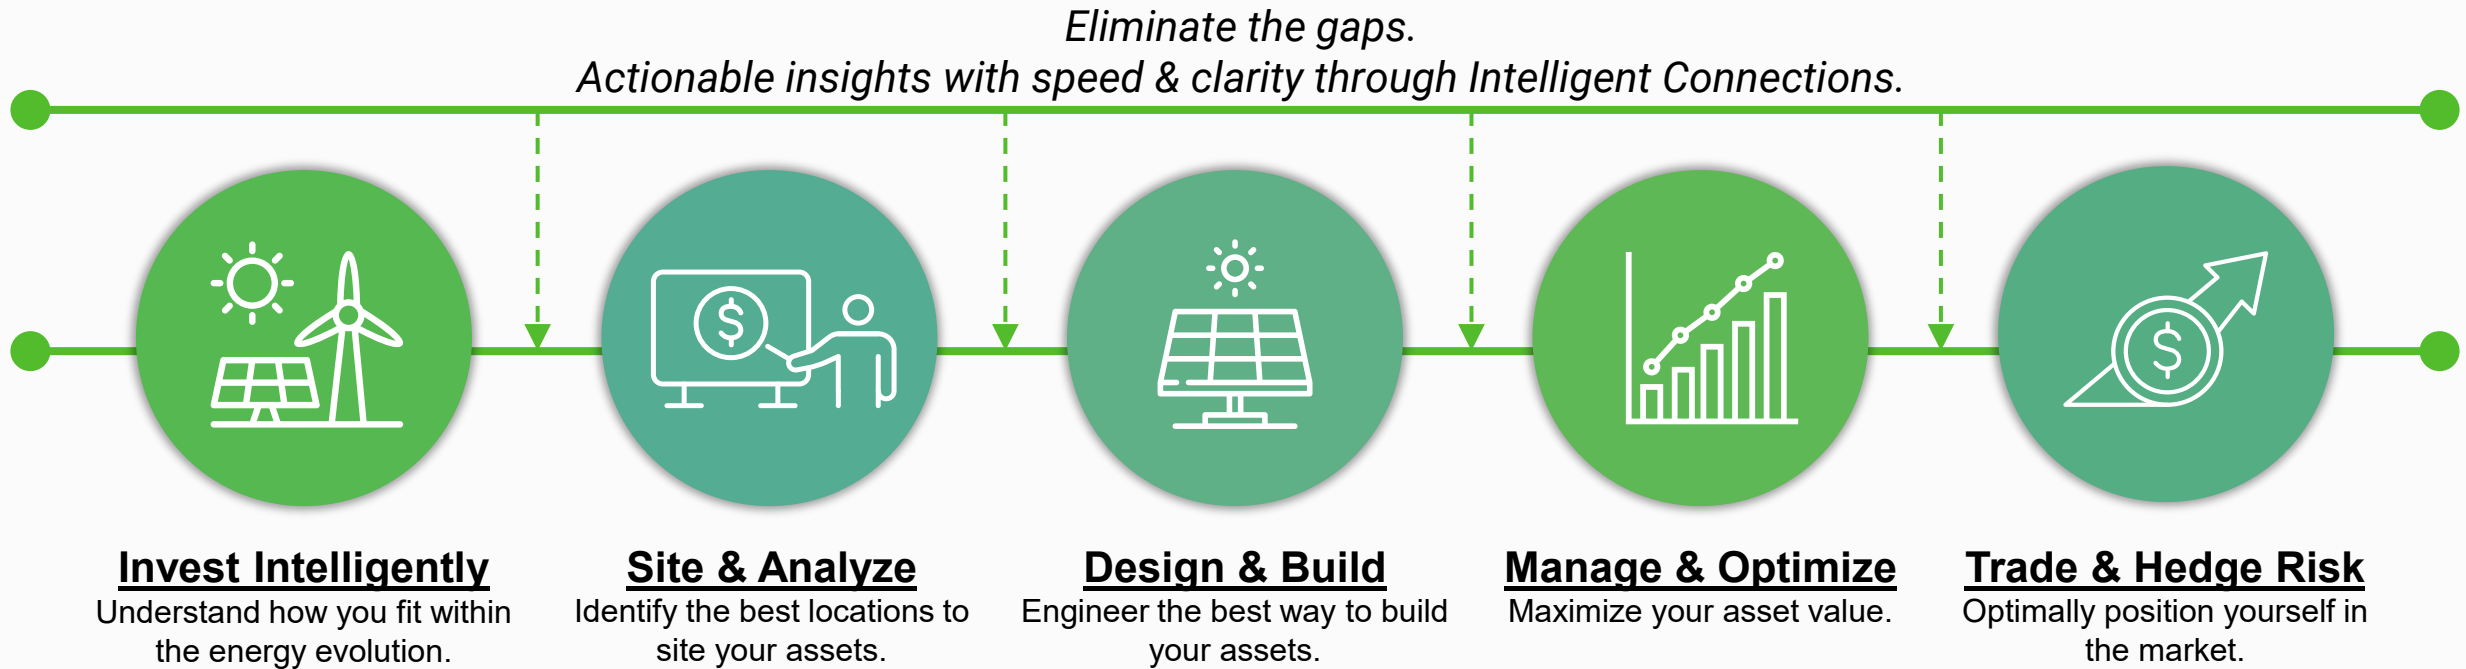 Eliminate the gaps.
Actionable insights with speed & clarity through Intelligent Connections.
$
$
Invest Intelligently
Understand how you fit within
the energy evolution.
Site & Analyze
Identify the best locations to
site your assets.
Design & Build
Engineer the best way to build
your assets.
Manage & Optimize
Maximize your asset value.
Trade & Hedge Risk
Optimally position yourself in
the market.